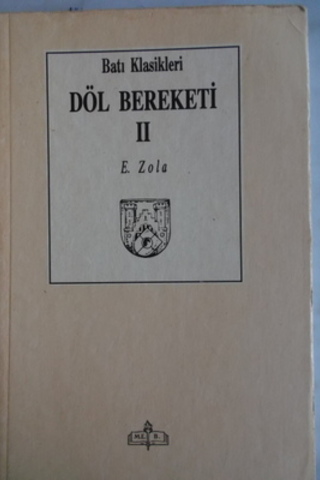 Batı Klasikleri
DÖL BEREKETİ
II
E. Zola
M.E. B.